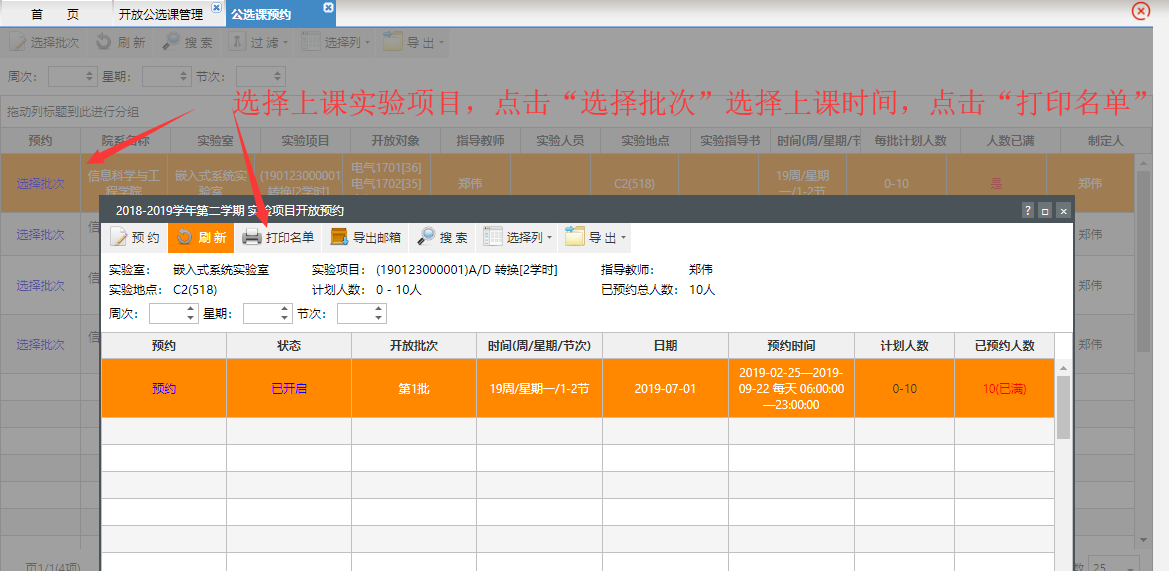 首 页 开放公选课管理 公选课预约
选择批次 刷 新 搜 索 过 滤 选择列 导 出
周次: 星期: 节次:
选择上课实验项目，点击“选择批次”选择上课时间，点击“打印名单”
拖动列标题到此进行分组
预约 院系名称 实验室 实验项目 开放对象 指导教师 实验人员 实验地点 实验指导书 时间(周/星期/节 每批计划人数 人数已满 制定人
选择批次 信息科学与工程学院 嵌入式系统实验室 (190123000001 转换[2学时] 电气1701[36] 电气1702[35] 郑伟 C2(518) 19周/星期一/1-2节 0-10 是 郑伟
选择批次 信 郑伟
选择批次 信 郑伟
选择批次 信 郑伟
2018-2019学年第二学期 实验项目开放预约
预 约 刷 新 打印名单 导出邮箱 搜 索 选择列 导 出
实验室: 嵌入式系统实验室 实验项目: (190123000001)A/D 转换[2学时] 指导教师: 郑伟
实验地点: C2(518) 计划人数: 0 - 10人 已预约总人数: 10人
周次: 星期: 节次:
预约 状态 开放批次 时间(周/星期/节次) 日期 预约时间 计划人数 已预约人数
预约 已开启 第1批 19周/星期一/1-2节 2019-07-01 2019-02-25—2019-09-22 每天 06:00:00—23:00:00 0-10 10(已满)
页1/1(4项) 数 25